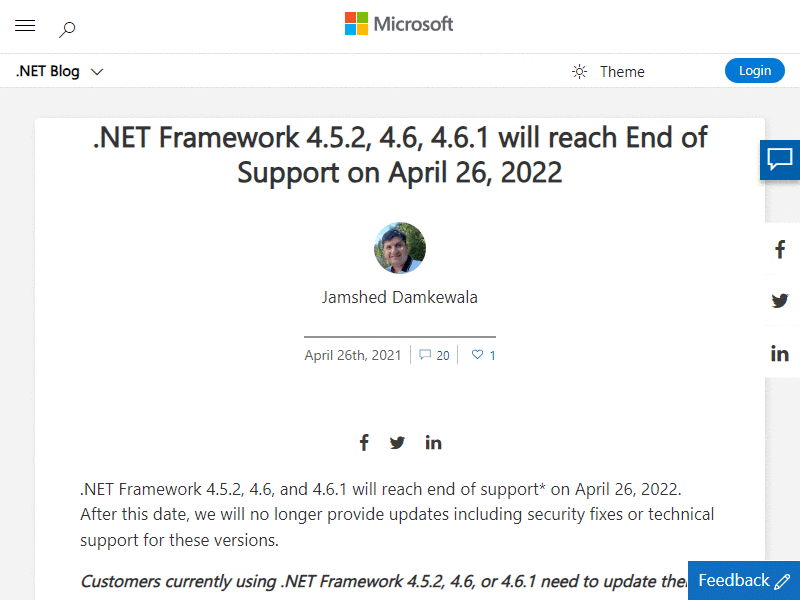 Microsoft
.NET Blog
Theme
Login
.NET Framework 4.5.2, 4.6, 4.6.1 will reach End of
Support on April 26, 2022
Jamshed Damkewala
April 26th, 2021
20
1
.NET Framework 4.5.2, 4.6, and 4.6.1 will reach end of support* on April 26, 2022.
After this date, we will no longer provide updates including security fixes or technical
support for these versions.
Customers currently using .NET Framework 4.5.2, 4.6, or 4.6.1 need to update
Feedback